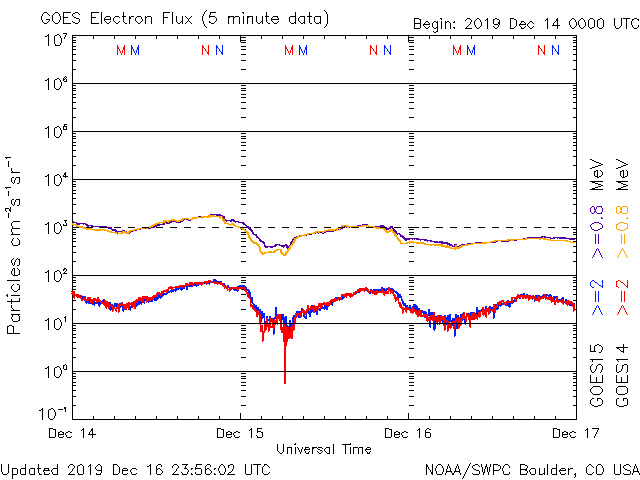 GOES Electron Flux (5 minute data)
Begin: 2019 Dec 14 0000 UTC
M M N N M M N N M M N N
10⁷
10⁶
10⁵
10⁴
10³
10²
10¹
10⁰
10⁻¹
Particles cm⁻²s⁻¹sr⁻¹
Dec 14 Dec 15 Dec 16 Dec 17
Universal Time
GOES15 >=2 >=0.8 MeV
GOES14 >=2 >=0.8 MeV
Updated 2019 Dec 16 23:56:02 UTC
NOAA/SWPC Boulder, CO USA